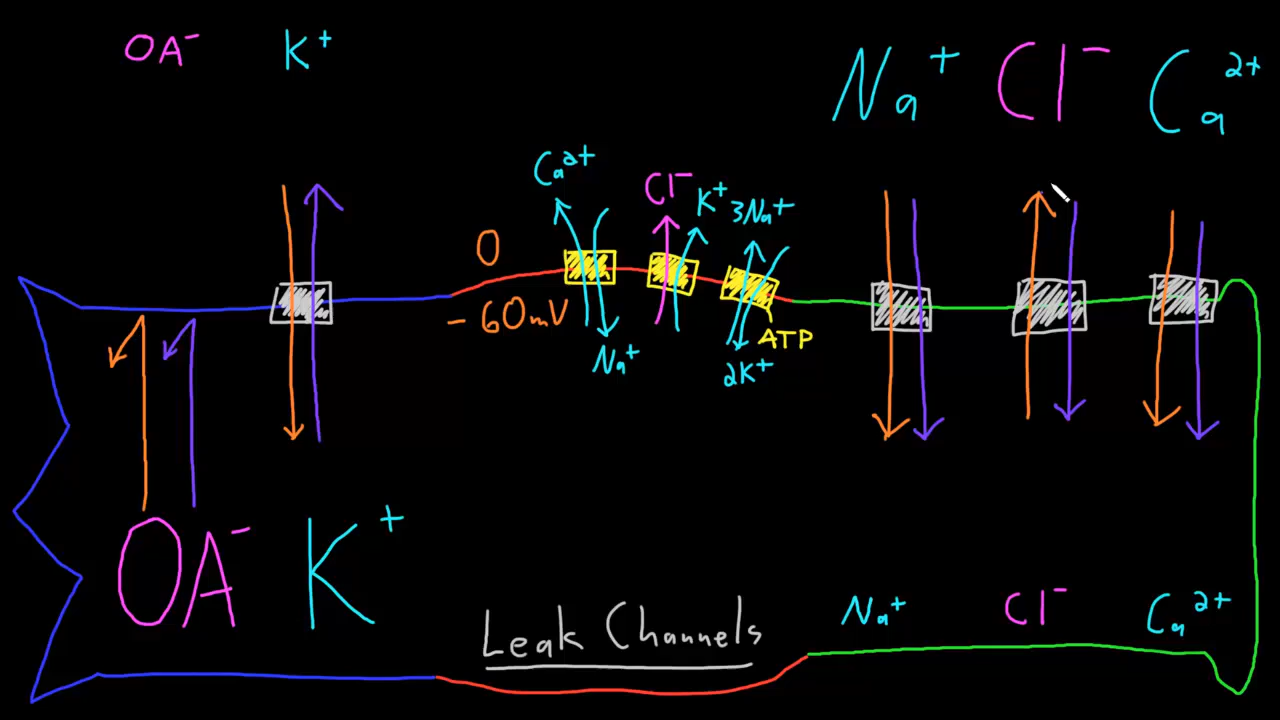 OA⁻ K⁺ Na⁺ Cl⁻ Ca²⁺
Ca²⁺ Cl⁻ K⁺ 3Na⁺
0
-60mV
Na⁺ 2K⁺ ATP
OA⁻ K⁺
Leak Channels
Na⁺ Cl⁻ Ca²⁺